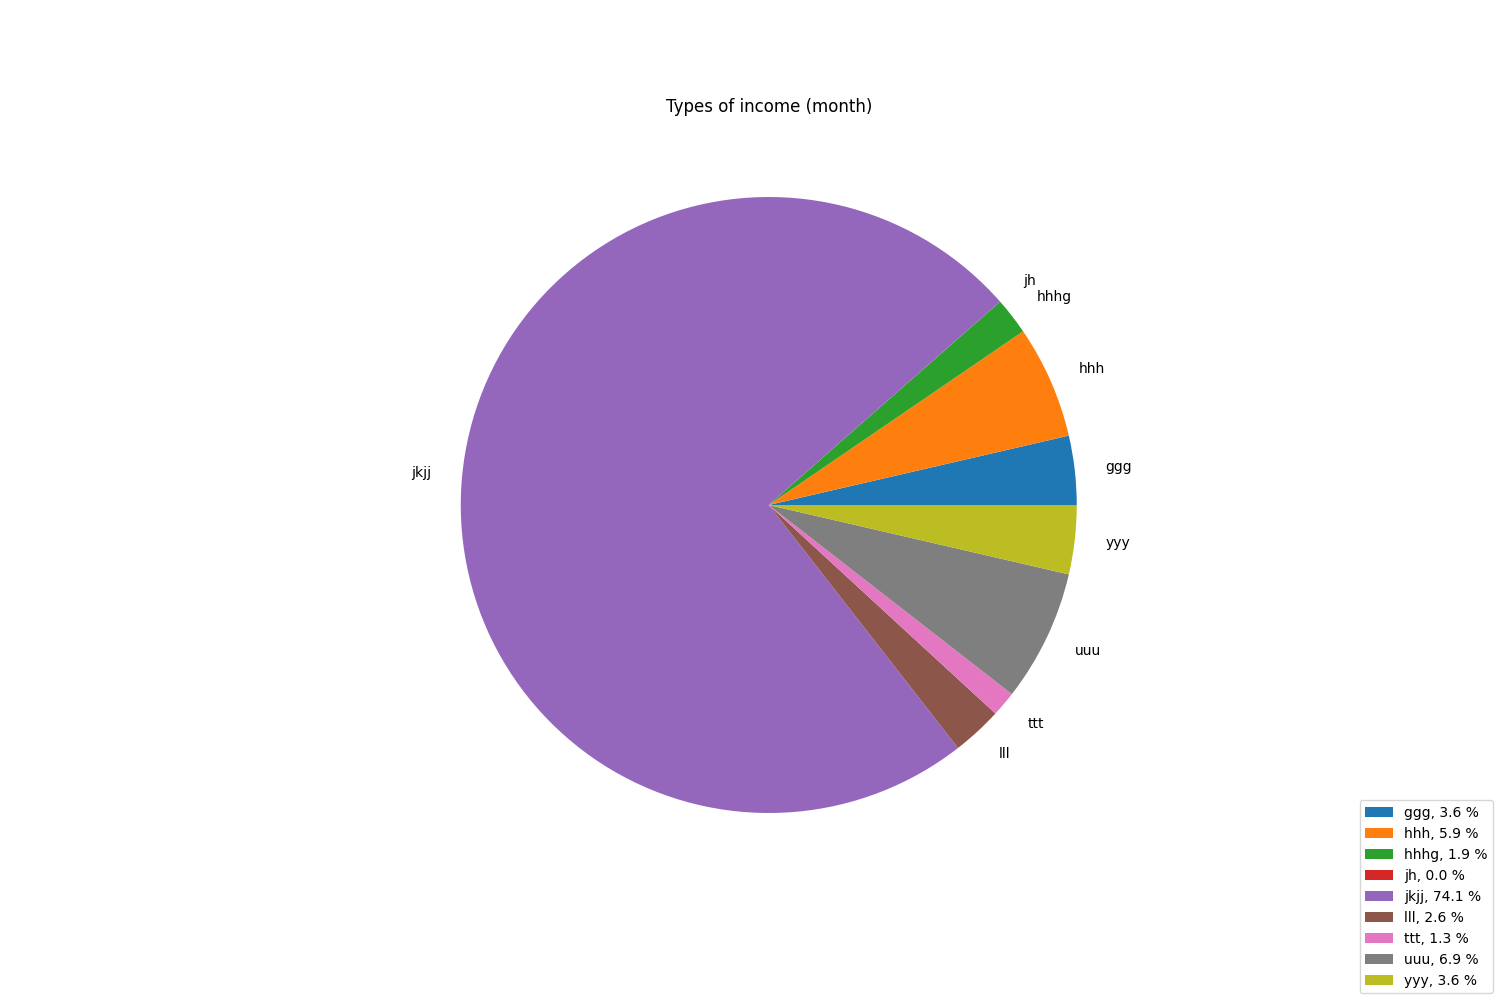 Types of income (month)
jh
hhhg
hhh
jkjj
ggg
yyy
uuu
ttt
lll
ggg, 3.6 %
hhh, 5.9 %
hhhg, 1.9 %
jh, 0.0 %
jkjj, 74.1 %
lll, 2.6 %
ttt, 1.3 %
uuu, 6.9 %
yyy, 3.6 %